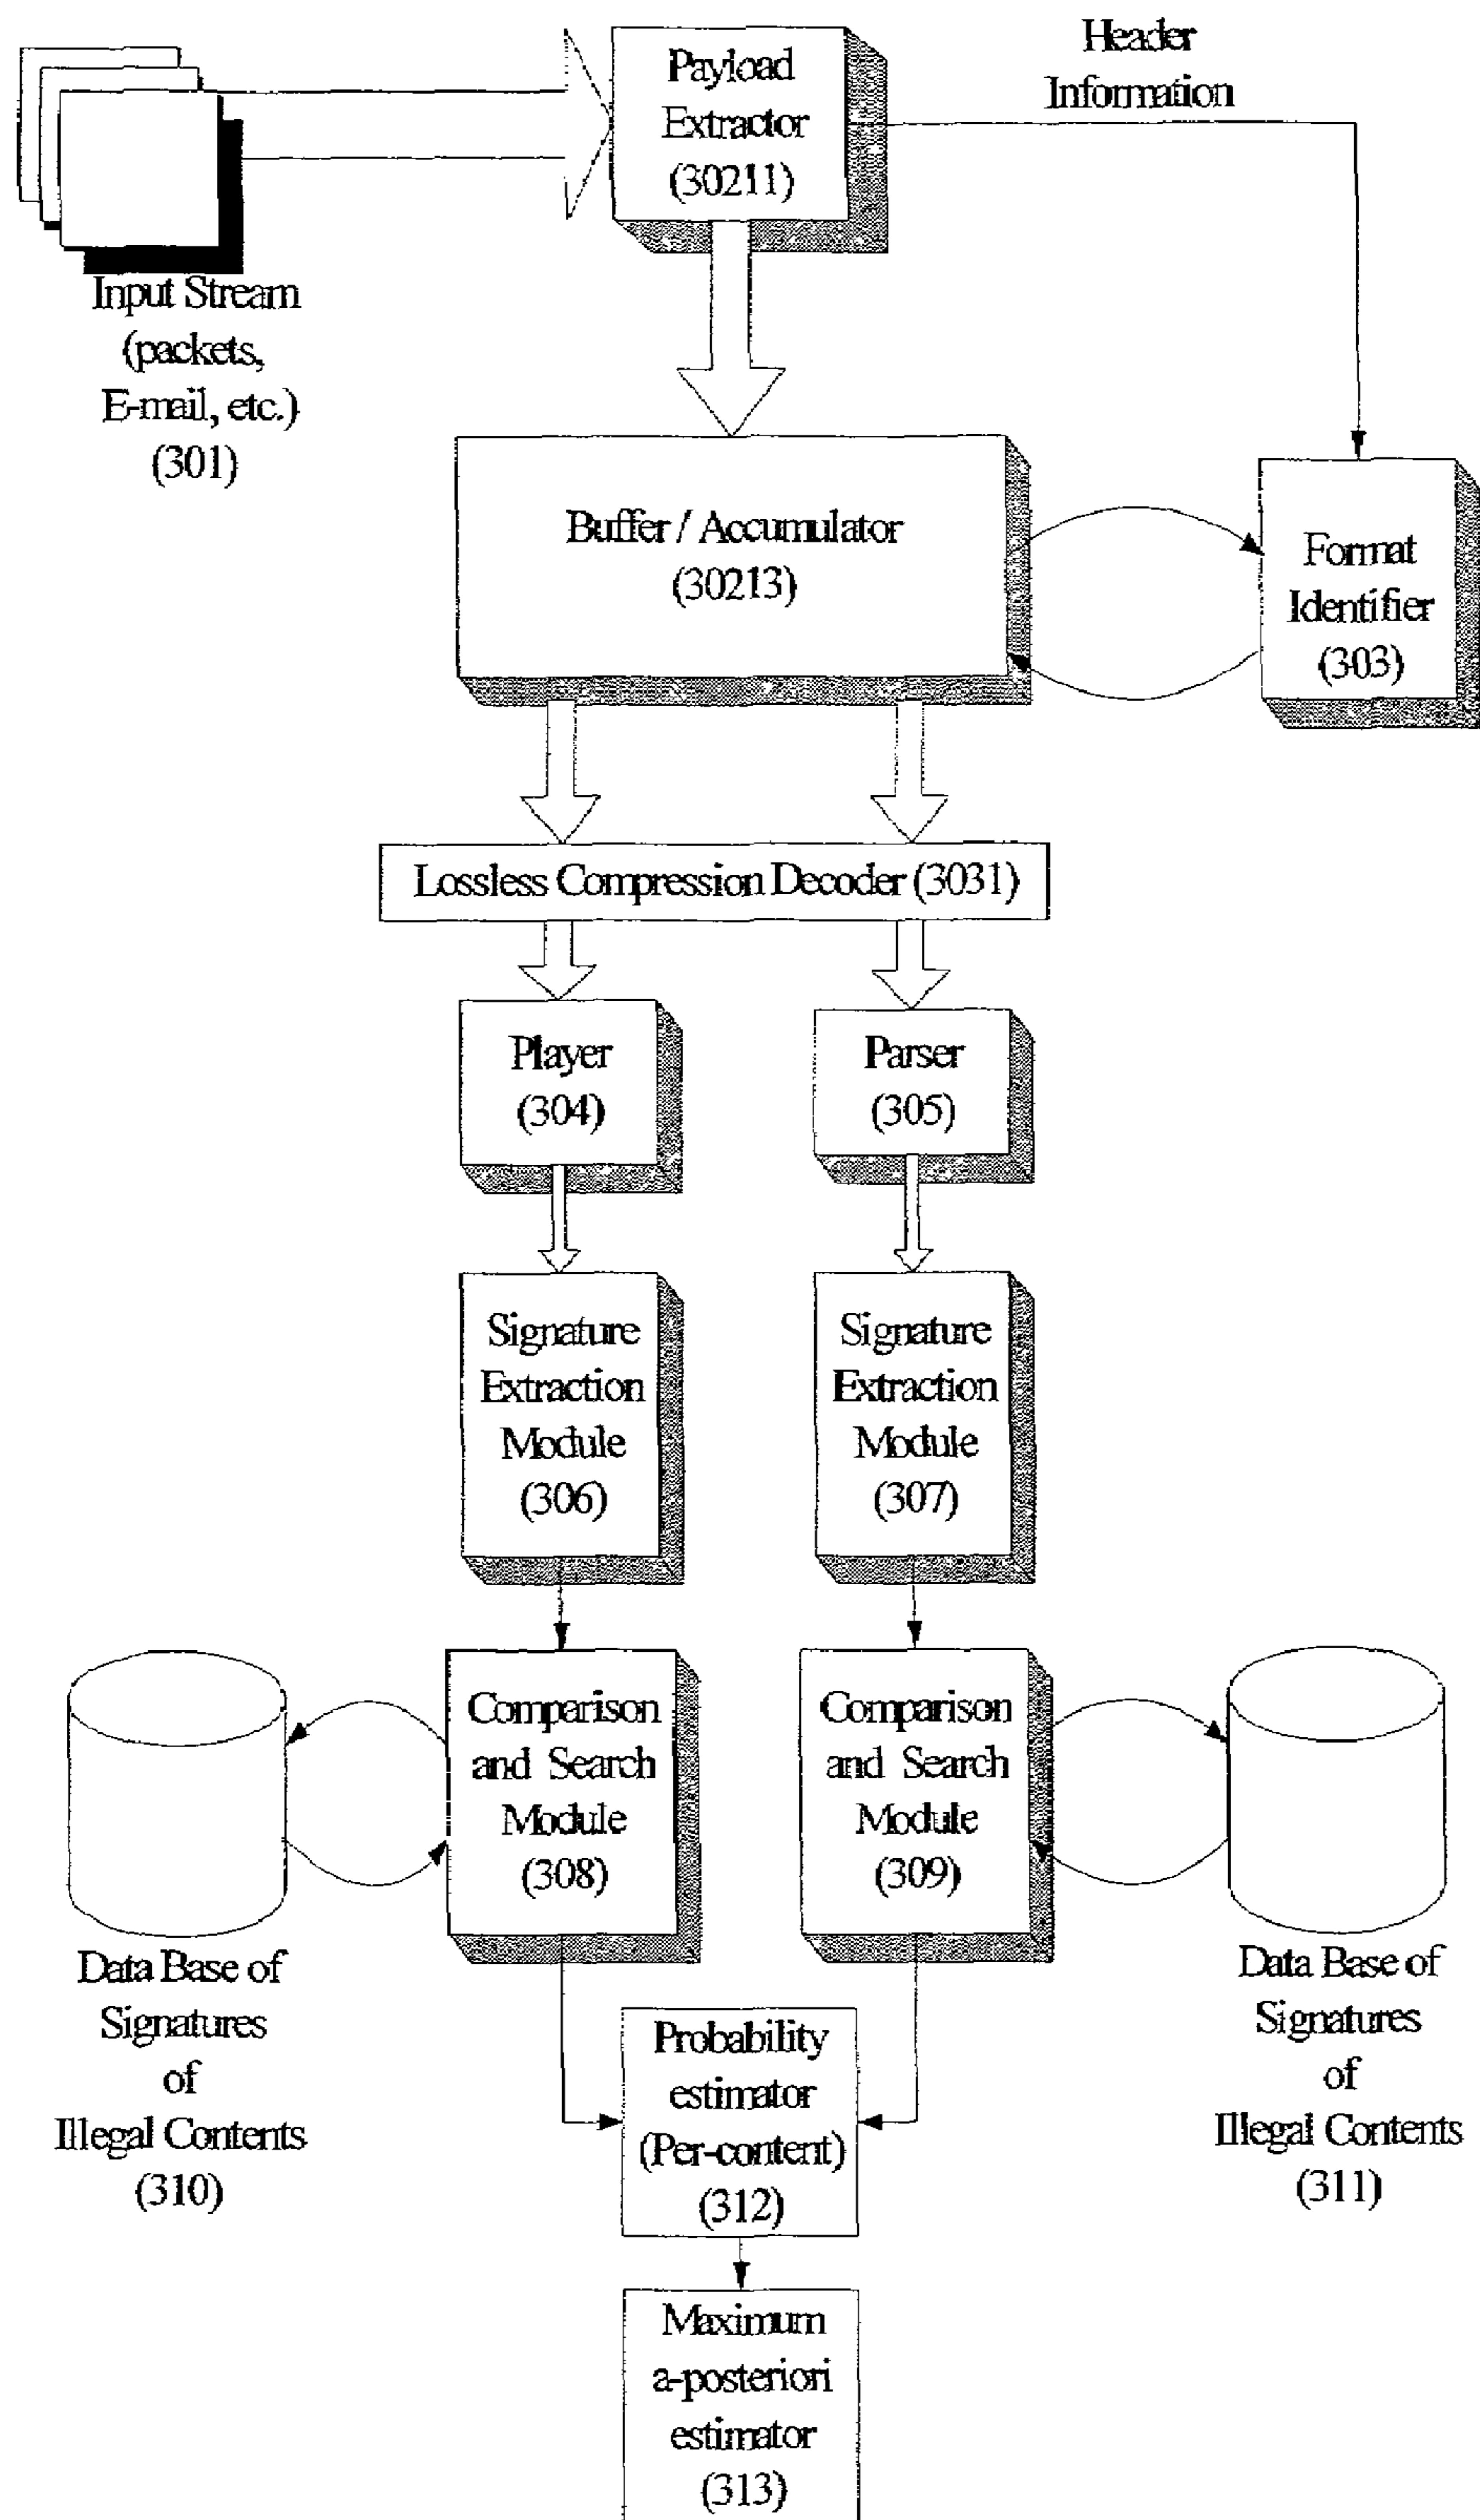 Payload
Extractor
(30211)
Header
Information
Input Stream
(packets,
E-mail, etc.)
(301)
Buffer / Accumulator
(30213)
Format
Identifier
(303)
Lossless Compression Decoder (3031)
Player
(304)
Parser
(305)
Signature
Extraction
Module
(306)
Signature
Extraction
Module
(307)
Comparison
and Search
Module
(308)
Comparison
and Search
Module
(309)
Data Base of
Signatures
of
Illegal Contents
(310)
Data Base of
Signatures
of
Illegal Contents
(311)
Probability
estimator
(Per-content)
(312)
Maximum
a-posteriori
estimator
(313)